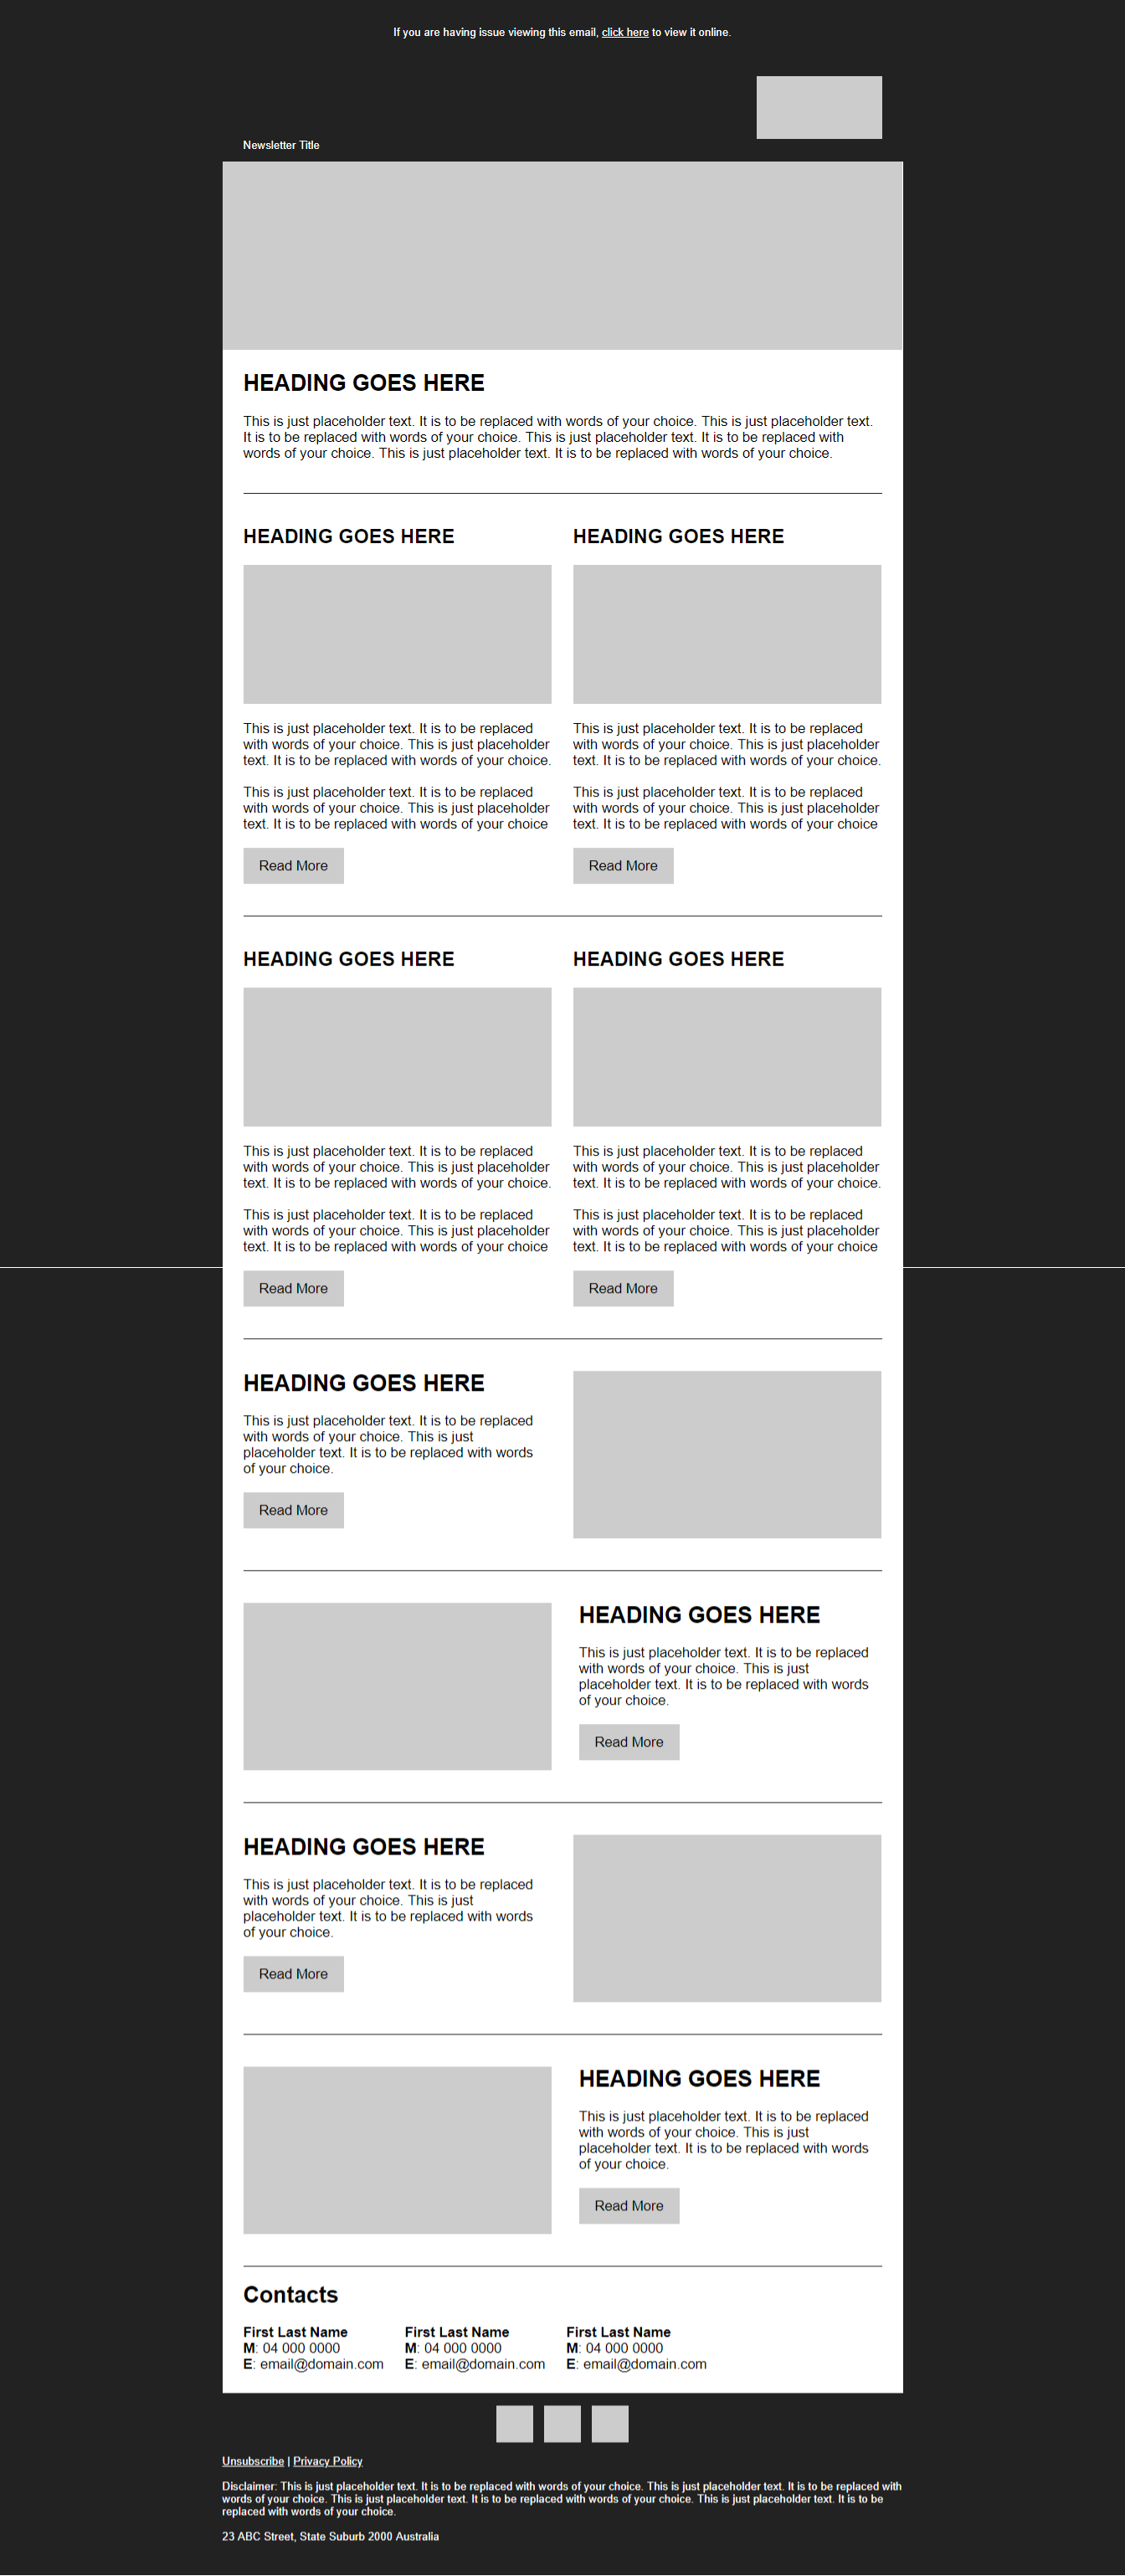 If you are having issue viewing this email, click here to view it online.
Newsletter Title
HEADING GOES HERE
This is just placeholder text. It is to be replaced with words of your choice. This is just placeholder text.
It is to be replaced with words of your choice. This is just placeholder text. It is to be replaced with
words of your choice. This is just placeholder text. It is to be replaced with words of your choice.
HEADING GOES HERE
This is just placeholder text. It is to be replaced
with words of your choice. This is just placeholder
text. It is to be replaced with words of your choice.
This is just placeholder text. It is to be replaced
with words of your choice. This is just placeholder
text. It is to be replaced with words of your choice
Read More
HEADING GOES HERE
This is just placeholder text. It is to be replaced
with words of your choice. This is just placeholder
text. It is to be replaced with words of your choice.
This is just placeholder text. It is to be replaced
with words of your choice. This is just placeholder
text. It is to be replaced with words of your choice
Read More
HEADING GOES HERE
This is just placeholder text. It is to be replaced
with words of your choice. This is just placeholder
text. It is to be replaced with words of your choice.
This is just placeholder text. It is to be replaced
with words of your choice. This is just placeholder
text. It is to be replaced with words of your choice
Read More
HEADING GOES HERE
This is just placeholder text. It is to be replaced
with words of your choice. This is just placeholder
text. It is to be replaced with words of your choice.
This is just placeholder text. It is to be replaced
with words of your choice. This is just placeholder
text. It is to be replaced with words of your choice
Read More
HEADING GOES HERE
This is just placeholder text. It is to be replaced
with words of your choice. This is just
placeholder text. It is to be replaced with words
of your choice.
Read More
HEADING GOES HERE
This is just placeholder text. It is to be replaced
with words of your choice. This is just
placeholder text. It is to be replaced with words
of your choice.
Read More
HEADING GOES HERE
This is just placeholder text. It is to be replaced
with words of your choice. This is just
placeholder text. It is to be replaced with words
of your choice.
Read More
HEADING GOES HERE
This is just placeholder text. It is to be replaced
with words of your choice. This is just
placeholder text. It is to be replaced with words
of your choice.
Read More
Contacts
First Last Name
M: 04 000 0000
E: email@domain.com
First Last Name
M: 04 000 0000
E: email@domain.com
First Last Name
M: 04 000 0000
E: email@domain.com
Unsubscribe | Privacy Policy
Disclaimer: This is just placeholder text. It is to be replaced with words of your choice. This is just placeholder text. It is to be replaced with
words of your choice. This is just placeholder text. It is to be replaced with words of your choice. This is just placeholder text. It is to be
replaced with words of your choice.
23 ABC Street, State Suburb 2000 Australia